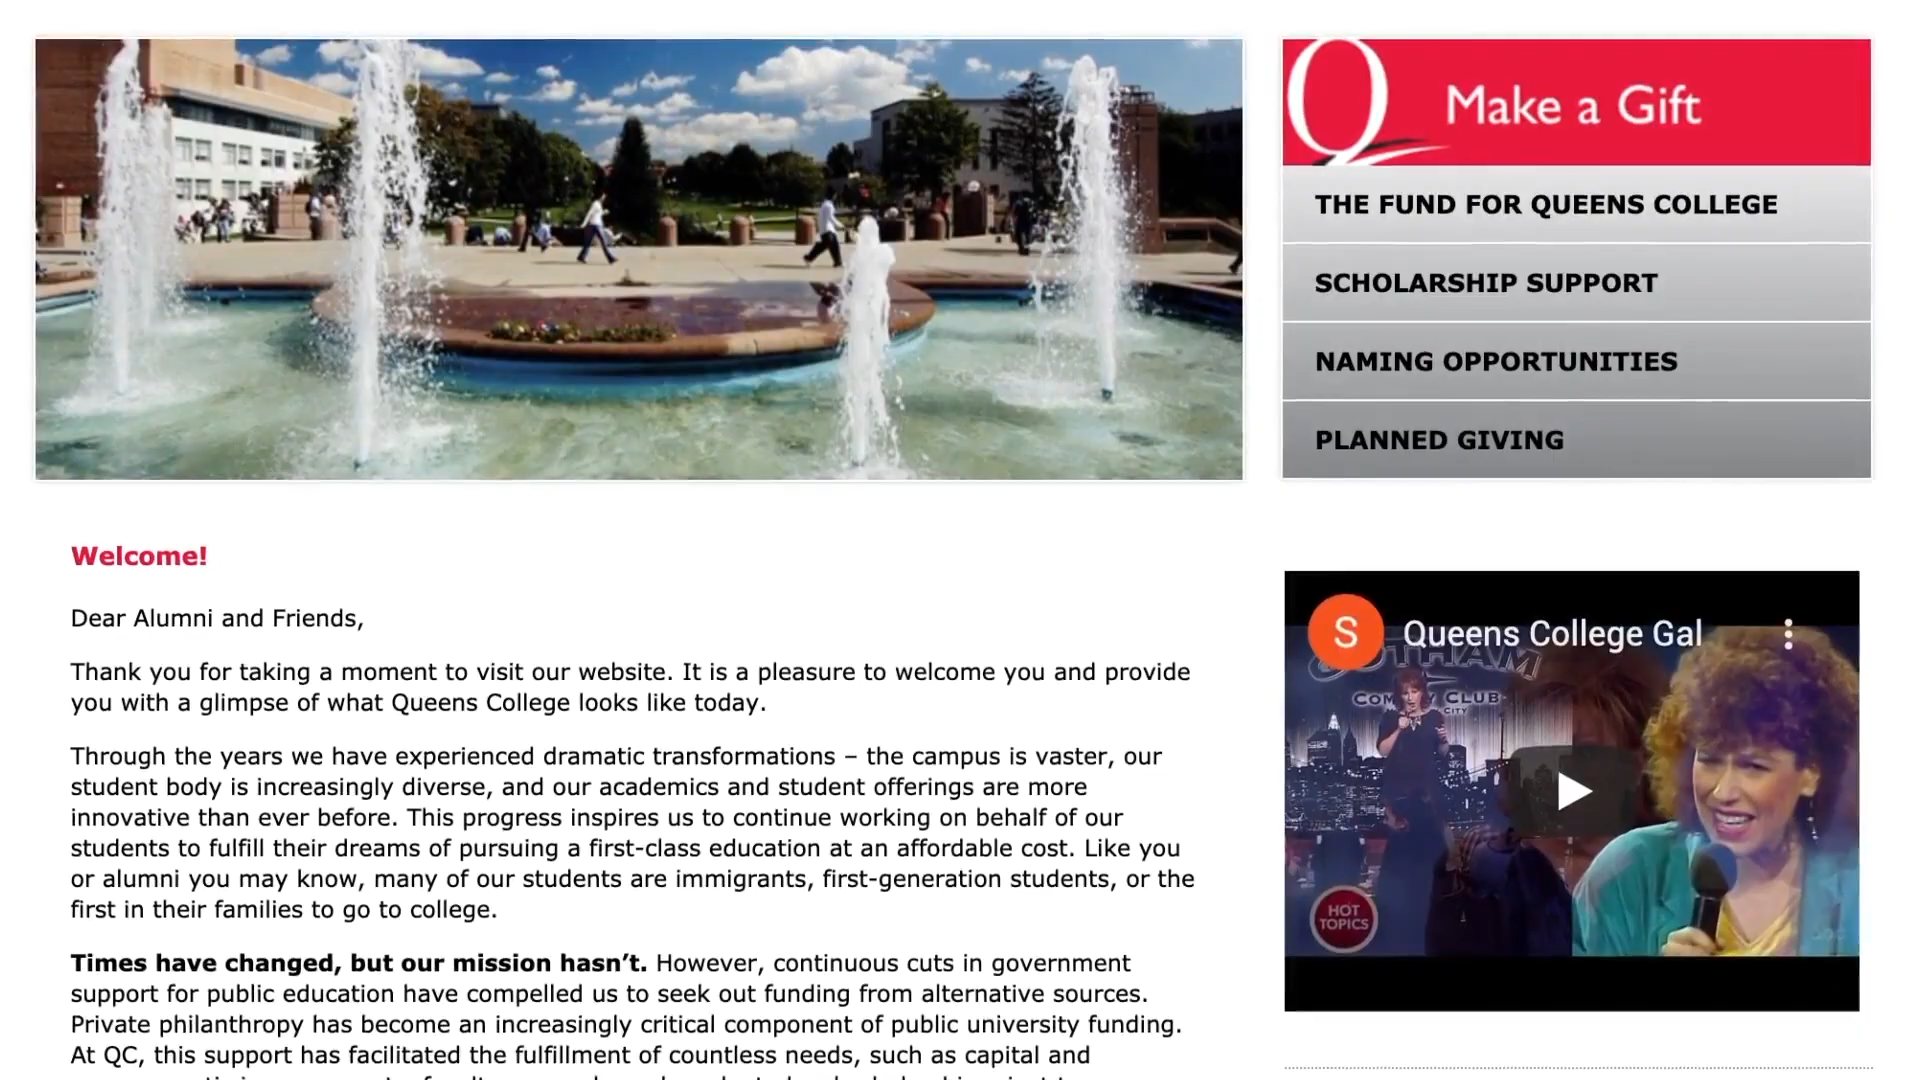 Q Make a Gift
THE FUND FOR QUEENS COLLEGE
SCHOLARSHIP SUPPORT
NAMING OPPORTUNITIES
PLANNED GIVING
Welcome!
Dear Alumni and Friends,
Thank you for taking a moment to visit our website. It is a pleasure to welcome you and provide
you with a glimpse of what Queens College looks like today.
Through the years we have experienced dramatic transformations – the campus is vaster, our
student body is increasingly diverse, and our academics and student offerings are more
innovative than ever before. This progress inspires us to continue working on behalf of our
students to fulfill their dreams of pursuing a first-class education at an affordable cost. Like you
or alumni you may know, many of our students are immigrants, first-generation students, or the
first in their families to go to college.
Times have changed, but our mission hasn’t. However, continuous cuts in government
support for public education have compelled us to seek out funding from alternative sources.
Private philanthropy has become an increasingly critical component of public university funding.
At QC, this support has facilitated the fulfillment of countless needs, such as capital and
S Queens College Gal
CITY
HOT
TOPICS